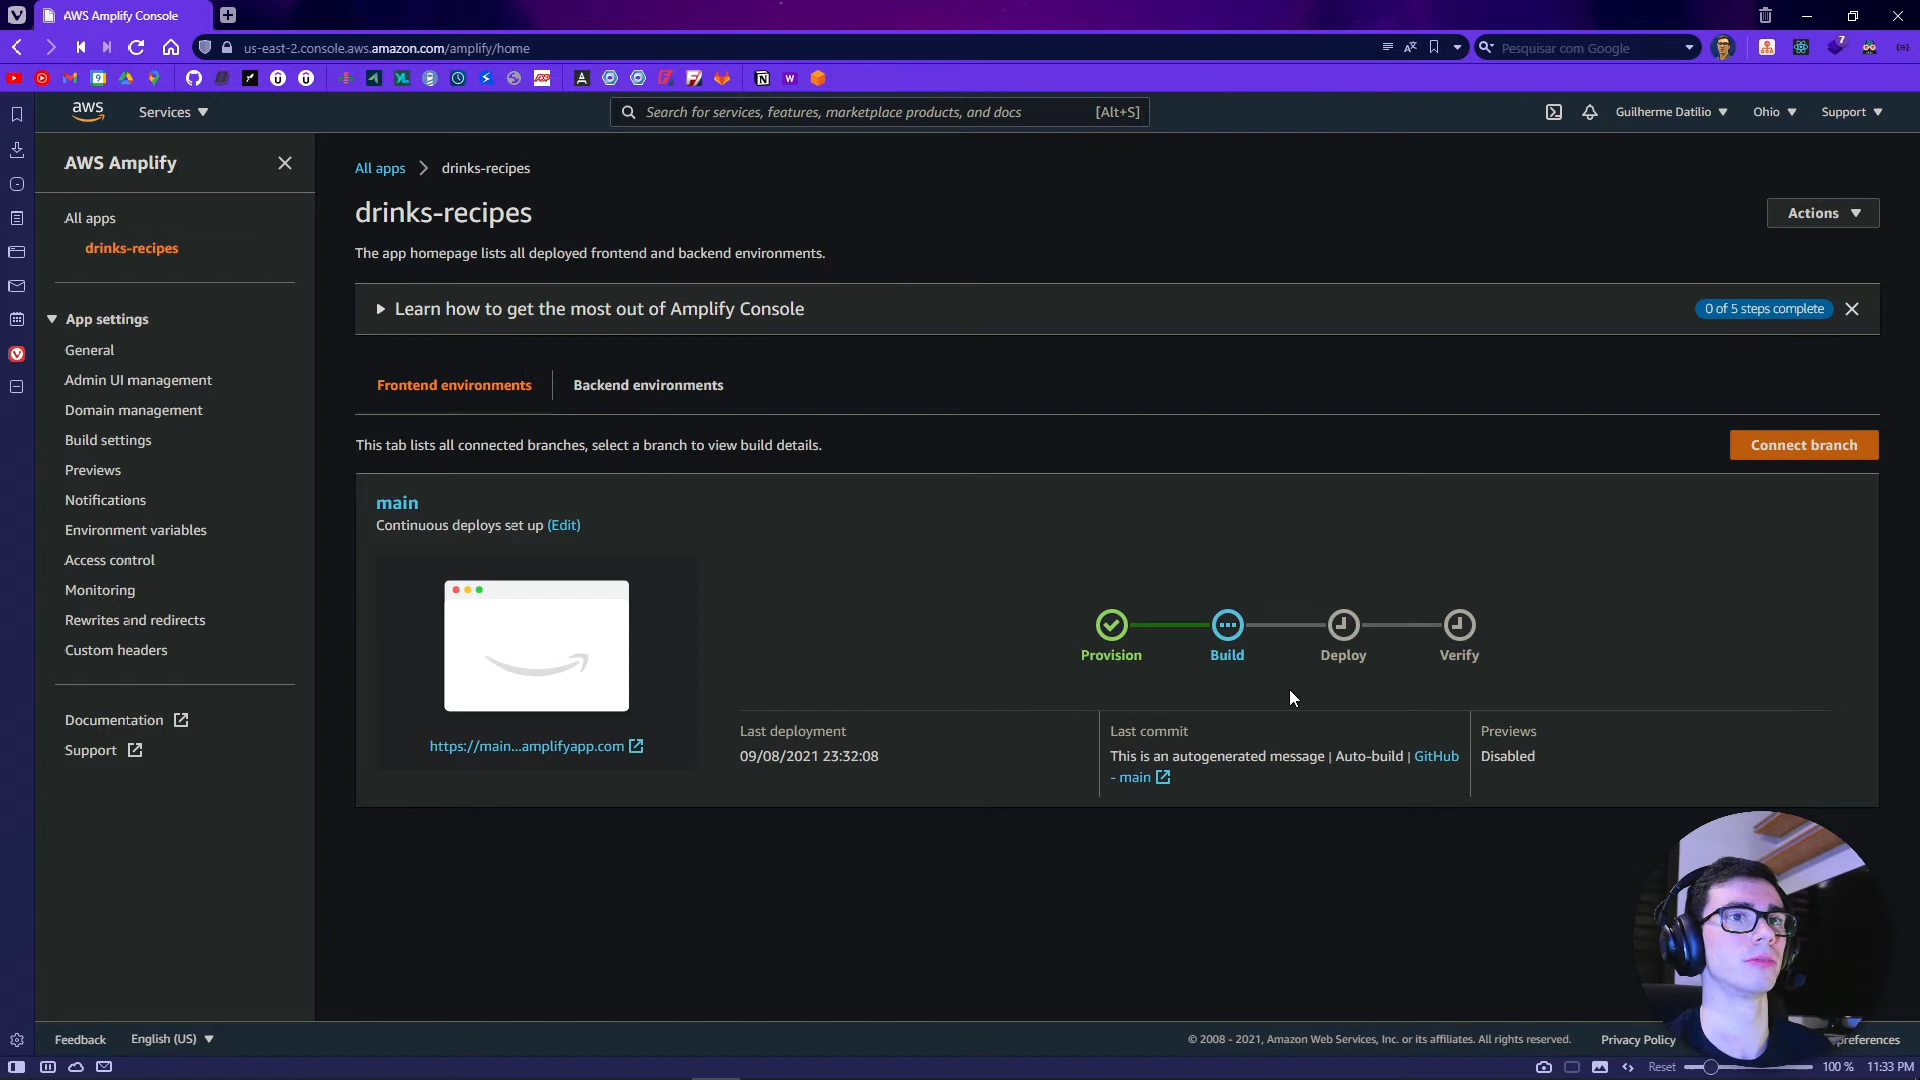 AWS Amplify Console
us-east-2.console.aws.amazon.com/amplify/home
Pesquisar com Google
7
aws
Services
Search for services, features, marketplace products, and docs
[Alt+S]
Guilherme Datilio
Ohio
Support
AWS Amplify
All apps
drinks-recipes
App settings
General
Admin UI management
Domain management
Build settings
Previews
Notifications
Environment variables
Access control
Monitoring
Rewrites and redirects
Custom headers
Documentation
Support
All apps
drinks-recipes
drinks-recipes
Actions
The app homepage lists all deployed frontend and backend environments.
Learn how to get the most out of Amplify Console
0 of 5 steps complete
Frontend environments
Backend environments
This tab lists all connected branches, select a branch to view build details.
Connect branch
main
Continuous deploys set up (Edit)
https://main...amplifyapp.com
Provision
Build
Deploy
Verify
Last deployment
09/08/2021 23:32:08
Last commit
This is an autogenerated message | Auto-build | GitHub
- main
Previews
Disabled
Feedback
English (US)
© 2008 - 2021, Amazon Web Services, Inc. or its affiliates. All rights reserved.
Privacy Policy
preferences
Reset
100 %
11:33 PM